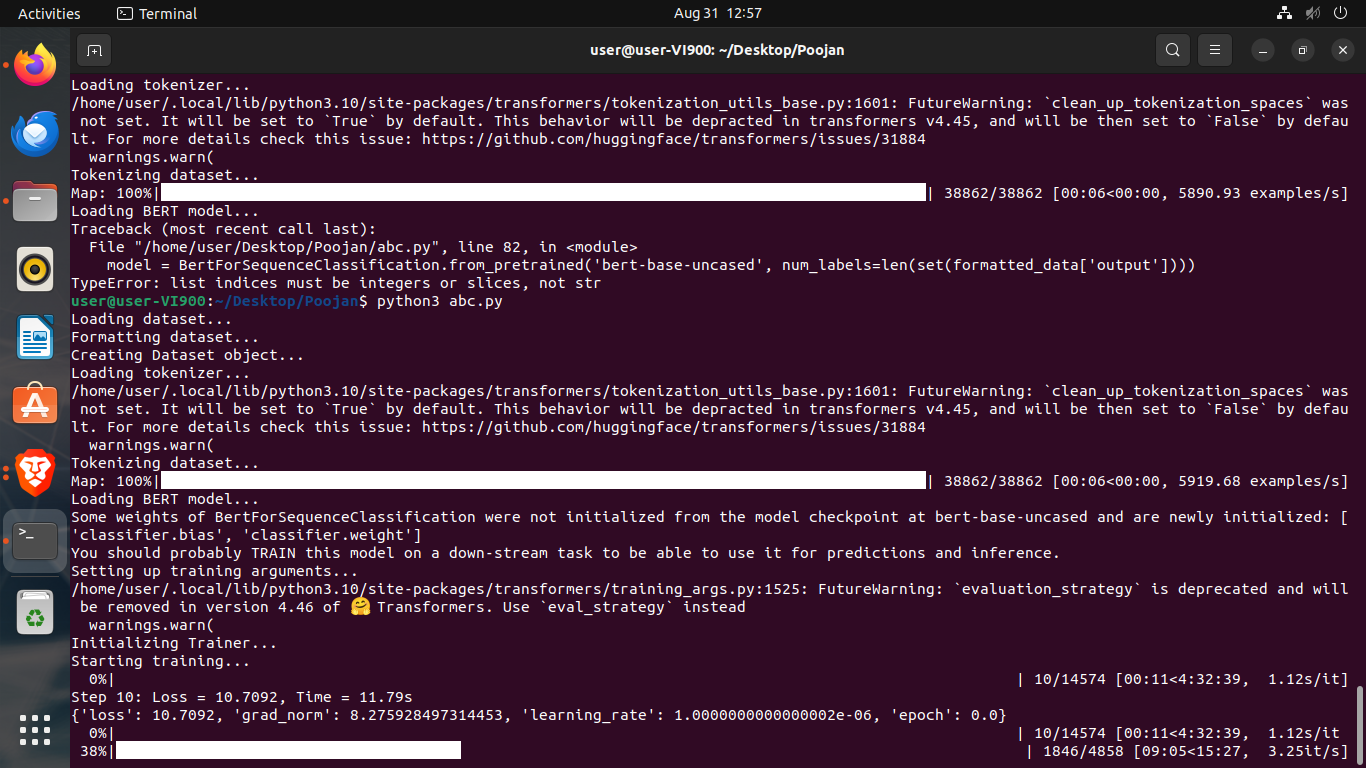 Activities
Terminal
Aug 31 12:57
user@user-VI900: ~/Desktop/Poojan
Loading tokenizer...
/home/user/.local/lib/python3.10/site-packages/transformers/tokenization_utils_base.py:1601: FutureWarning: `clean_up_tokenization_spaces` was
not set. It will be set to `True` by default. This behavior will be depracted in transformers v4.45, and will be then set to `False` by defau
lt. For more details check this issue: https://github.com/huggingface/transformers/issues/31884
warnings.warn(
Tokenizing dataset...
Map: 100%| | 38862/38862 [00:06<00:00, 5890.93 examples/s]
Loading BERT model...
Traceback (most recent call last):
File "/home/user/Desktop/Poojan/abc.py", line 82, in <module>
model = BertForSequenceClassification.from_pretrained('bert-base-uncased', num_labels=len(set(formatted_data['output'])))
TypeError: list indices must be integers or slices, not str
user@user-VI900:~/Desktop/Poojan$ python3 abc.py
Loading dataset...
Formatting dataset...
Creating Dataset object...
Loading tokenizer...
/home/user/.local/lib/python3.10/site-packages/transformers/tokenization_utils_base.py:1601: FutureWarning: `clean_up_tokenization_spaces` was
not set. It will be set to `True` by default. This behavior will be depracted in transformers v4.45, and will be then set to `False` by defau
lt. For more details check this issue: https://github.com/huggingface/transformers/issues/31884
warnings.warn(
Tokenizing dataset...
Map: 100%| | 38862/38862 [00:06<00:00, 5919.68 examples/s]
Loading BERT model...
Some weights of BertForSequenceClassification were not initialized from the model checkpoint at bert-base-uncased and are newly initialized: [
'classifier.bias', 'classifier.weight']
You should probably TRAIN this model on a down-stream task to be able to use it for predictions and inference.
Setting up training arguments...
/home/user/.local/lib/python3.10/site-packages/transformers/training_args.py:1525: FutureWarning: `evaluation_strategy` is deprecated and will
be removed in version 4.46 of 🤗 Transformers. Use `eval_strategy` instead
warnings.warn(
Initializing Trainer...
Starting training...
0%| | 10/14574 [00:11<4:32:39, 1.12s/it]
Step 10: Loss = 10.7092, Time = 11.79s
{'loss': 10.7092, 'grad_norm': 8.275928497314453, 'learning_rate': 1.0000000000000002e-06, 'epoch': 0.0}
0%| | 10/14574 [00:11<4:32:39, 1.12s/it
38%| | 1846/4858 [09:05<15:27, 3.25it/s]